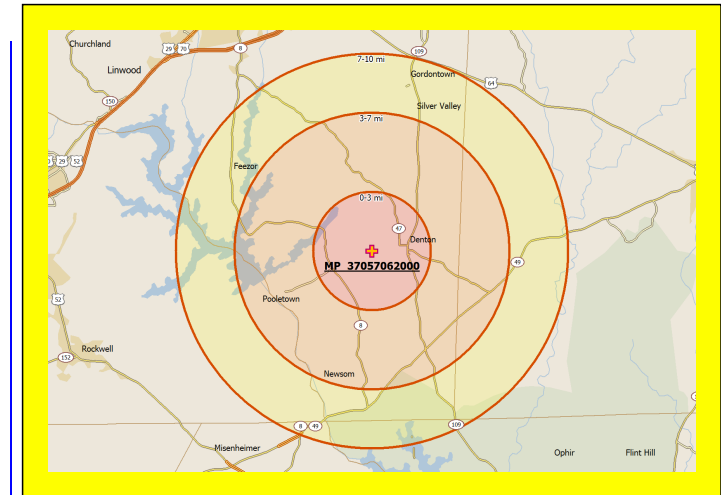 Churchland
29 70
8
109
7-10 mi
Linwood
Gordontown
64
150
Silver Valley
3-7 mi
29 52
Feezor
0-3 mi
47
Denton
MP_37057062000
49
Pooletown
52
8
Rockwell
152
Newsom
8 49
109
Misenheimer
Ophir
Flint Hill